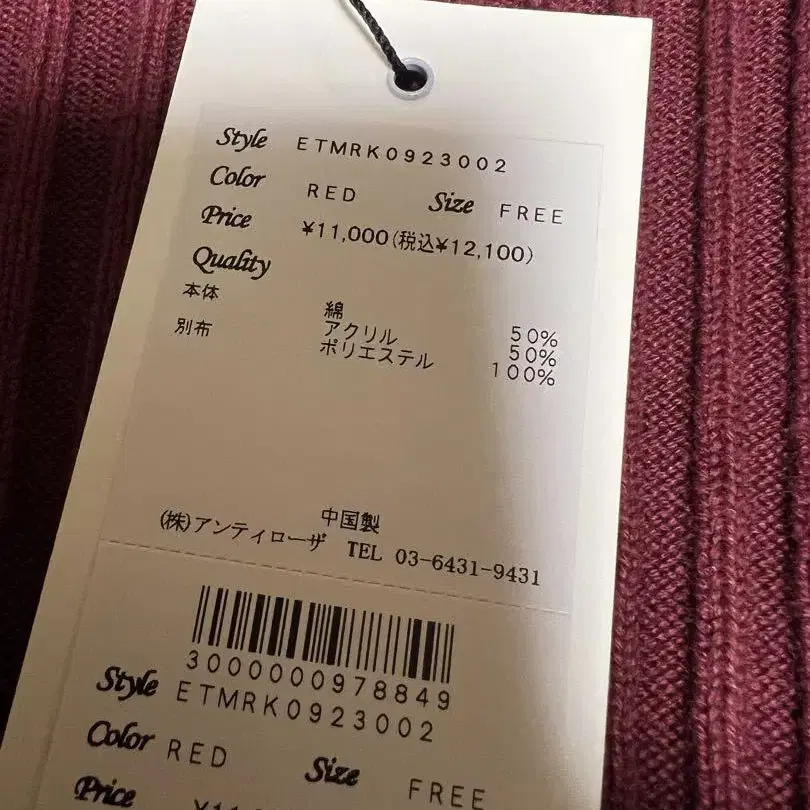 Style ETMRK0923002
Color RED Size FREE
Price ¥11,000(税込¥12,100)
Quality
本体 綿 50%
アクリル 50%
別布 ポリエステル 100%
中国製
(株)アンティローザ TEL 03-6431-9431
3000000978849
Style ETMRK0923002
Color RED Size FREE
Price